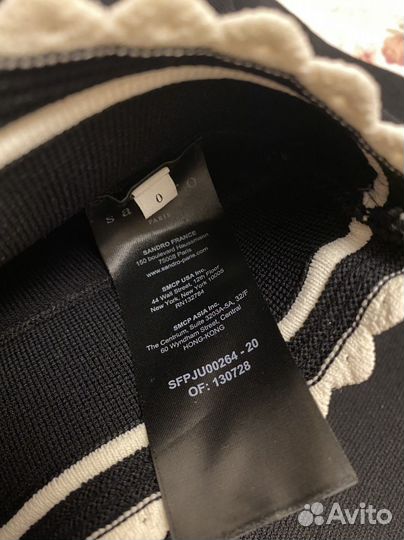 0
PARIS
SANDRO FRANCE
150 boulevard Haussmann
75008 Paris
www.sandro-paris.com
SMCP USA Inc.
44 Wall Street, 12th Floor
New York, New York 10005
RN132784
SMCP ASIA Inc.
The Centrium, Suite 3203A-5A, 32/F
60 Wyndham Street, Central
HONG-KONG
SFPJU00264 - 20
OF: 130728
Avito